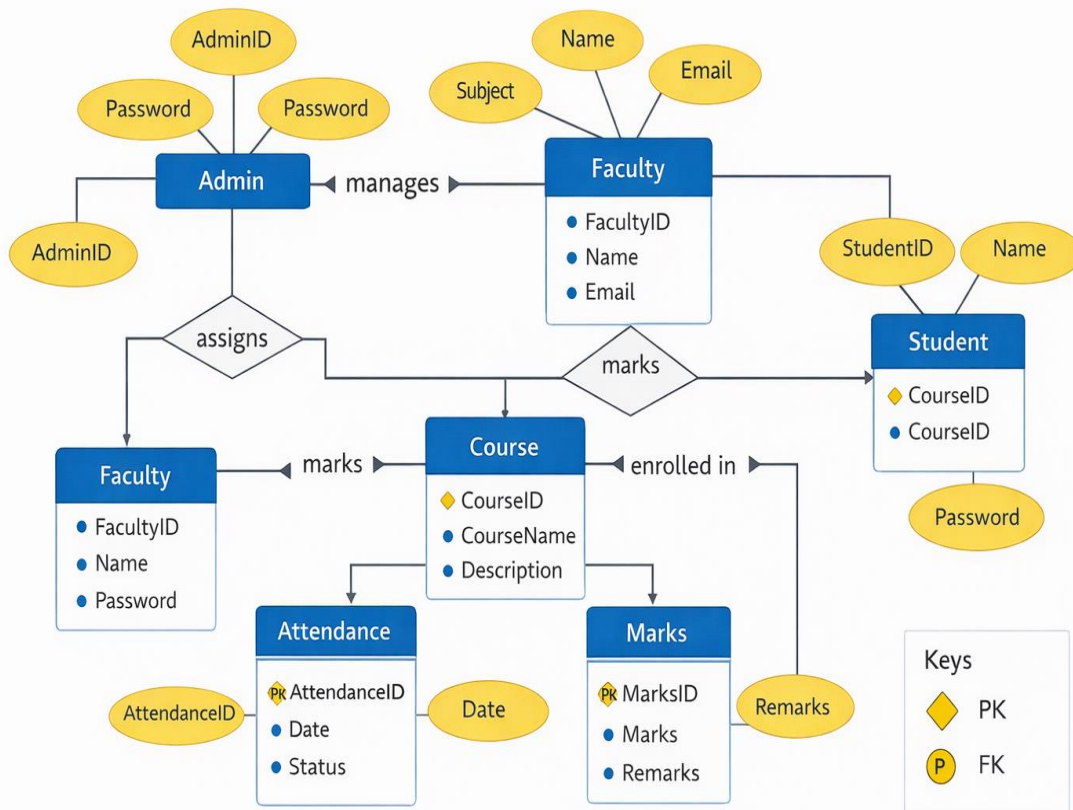 AdminID
Password
Password
Admin
AdminID
manages
Name
Subject
Email
Faculty
FacultyID
Name
Email
StudentID
Name
Student
CourseID
CourseID
Password
assigns
marks
Faculty
FacultyID
Name
Password
marks
Course
CourseID
CourseName
Description
enrolled in
Attendance
PK AttendanceID
Date
Status
AttendanceID
Date
Marks
PK MarksID
Marks
Remarks
Remarks
Keys
PK
P FK